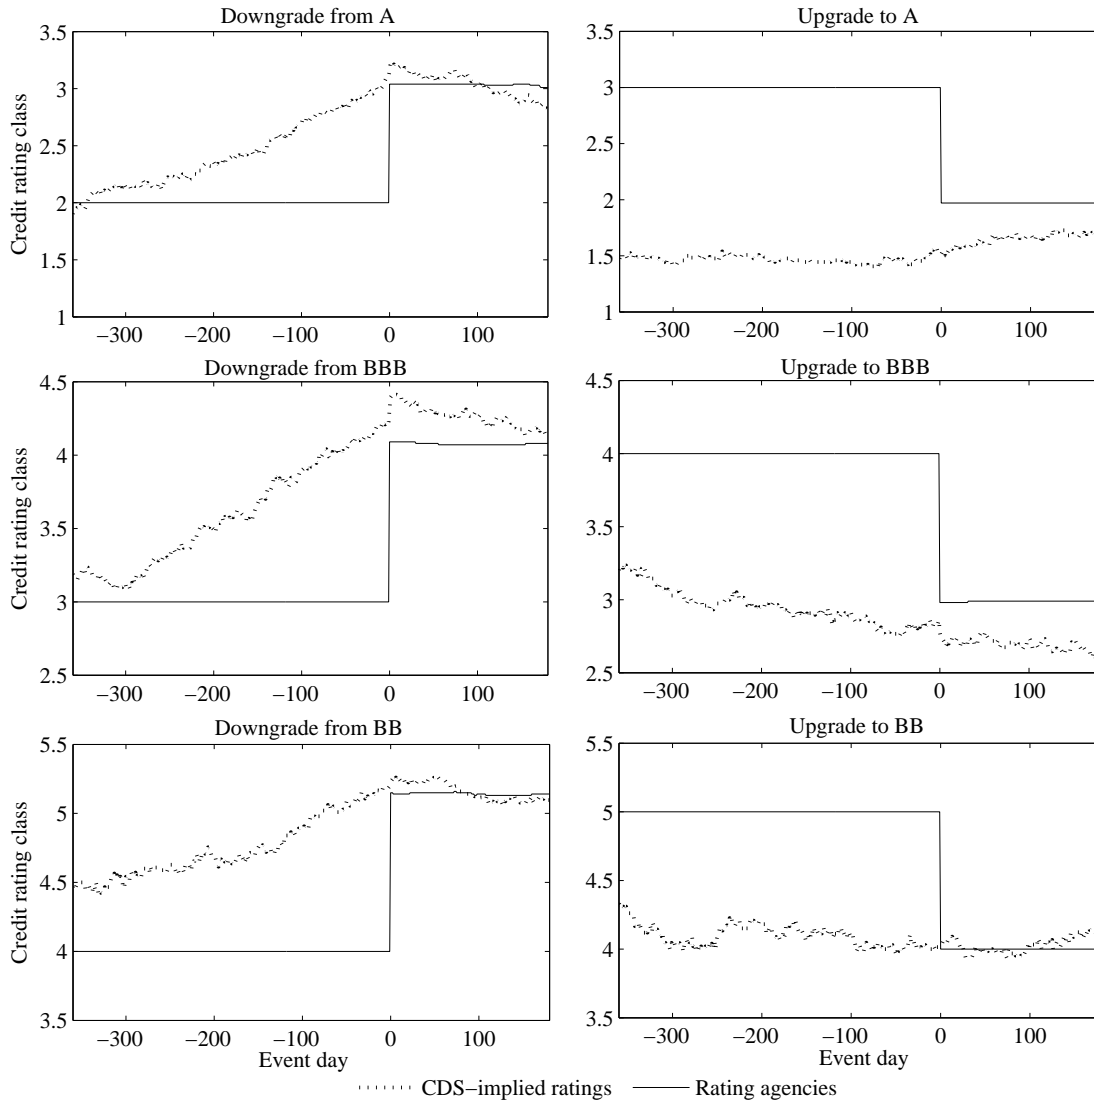 Downgrade from A
Upgrade to A
Credit rating class
3.5
3
2.5
2
1.5
1
−300 −200 −100 0 100
3.5
3
2.5
2
1.5
1
−300 −200 −100 0 100
Downgrade from BBB
Upgrade to BBB
Credit rating class
4.5
4
3.5
3
2.5
−300 −200 −100 0 100
4.5
4
3.5
3
2.5
−300 −200 −100 0 100
Downgrade from BB
Upgrade to BB
Credit rating class
5.5
5
4.5
4
3.5
−300 −200 −100 0 100
Event day
5.5
5
4.5
4
3.5
−300 −200 −100 0 100
Event day
CDS−implied ratings
Rating agencies